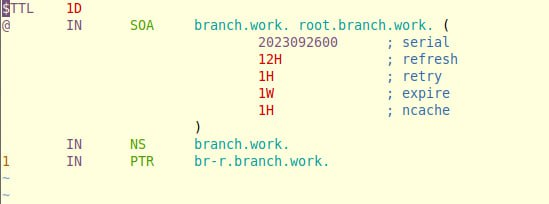 $TTL    1D
@       IN      SOA     branch.work. root.branch.work. (
                                2023092600      ; serial
                                12H             ; refresh
                                1H              ; retry
                                1W              ; expire
                                1H              ; ncache
                        )
        IN      NS      branch.work.
1       IN      PTR     br-r.branch.work.
~
~